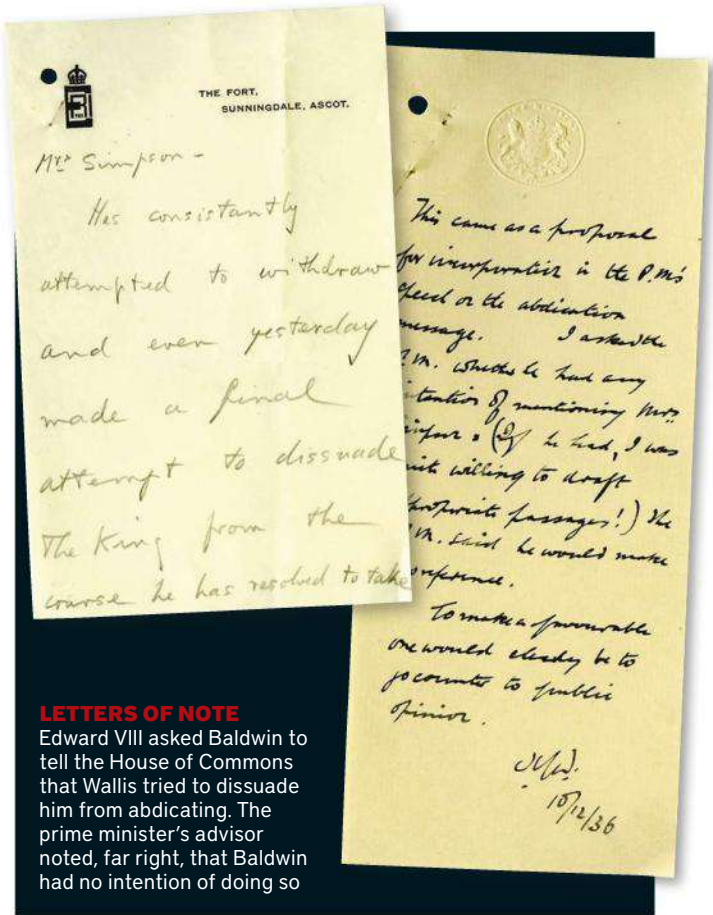 THE FORT,
SUNNINGDALE, ASCOT.
Mrs Simpson -
Has consistantly
attempted to withdraw
and even yesterday
made a final
attempt to dissuade
The King from the
course he has resolved to take
This came as a proposal
for incorporation in the P.M's
speech or the abdication
message. I asked the
P.M. whether he had any
intention of mentioning Mrs
Simpson (If he had, I was
quite willing to draft
appropriate passages!) The
P.M. said he would make
reference.
To make a favourable
one would clearly be to
go counter to public
opinion.
10/12/36
LETTERS OF NOTE
Edward VIII asked Baldwin to
tell the House of Commons
that Wallis tried to dissuade
him from abdicating. The
prime minister's advisor
noted, far right, that Baldwin
had no intention of doing so